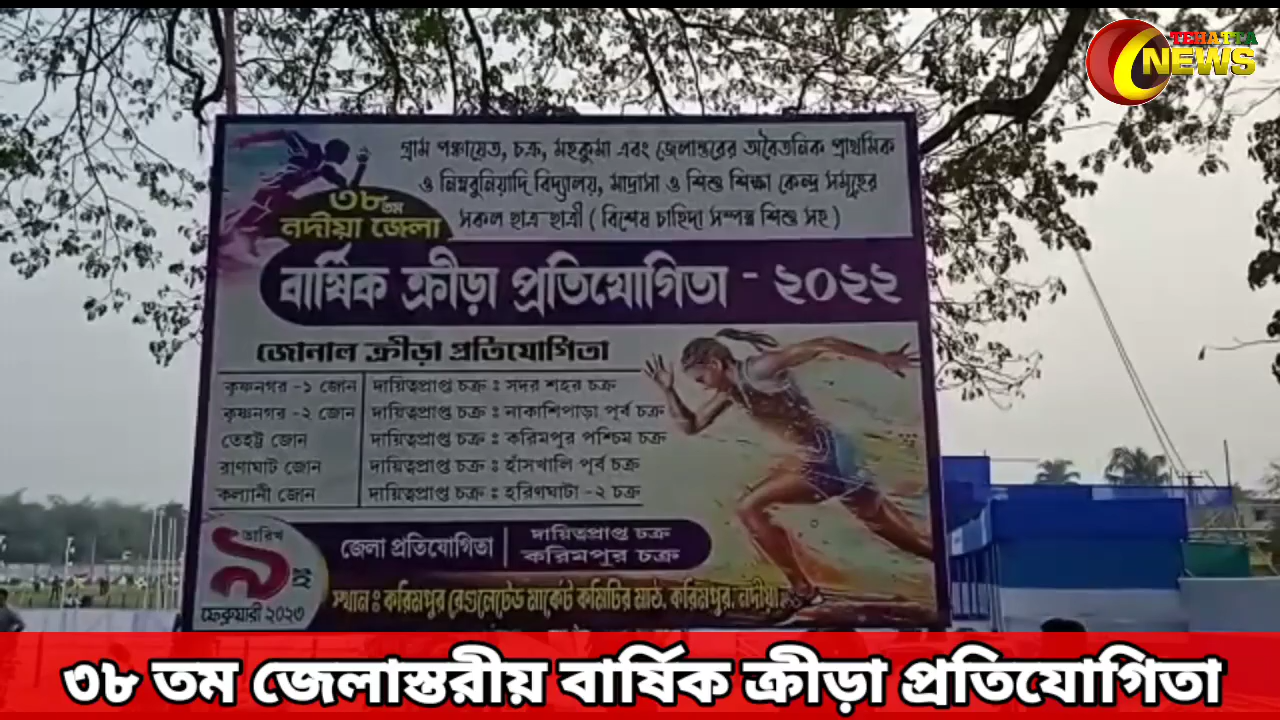 TEHATTA
NEWS
গ্রাম পঞ্চায়েত, চক্র, মহকুমা এবং জেলাস্তরের অবৈতনিক প্রাথমিক
ও নিম্নবুনিয়াদি বিদ্যালয়, মাদ্রাসা ও শিশু শিক্ষা কেন্দ্র সমূহের
সকল ছাত্র-ছাত্রী ( বিশেষ চাহিদা সম্পন্ন শিশু সহ )
৩৮তম
নদীয়া জেলা
বার্ষিক ক্রীড়া প্রতিযোগিতা - ২০২২
জোনাল ক্রীড়া প্রতিযোগিতা
কৃষ্ণনগর -১ জোন দায়িত্বপ্রাপ্ত চক্র : সদর শহর চক্র
কৃষ্ণনগর -২ জোন দায়িত্বপ্রাপ্ত চক্র : নাকাশিপাড়া পূর্ব চক্র
তেহট্ট জোন দায়িত্বপ্রাপ্ত চক্র : করিমপুর পশ্চিম চক্র
রাণাঘাট জোন দায়িত্বপ্রাপ্ত চক্র : হাঁসখালি পূর্ব চক্র
কল্যানী জোন দায়িত্বপ্রাপ্ত চক্র : হরিণঘাটা -২ চক্র
তারিখ
৯ই
ফেব্রুয়ারী ২০২৩
জেলা প্রতিযোগিতা
দায়িত্বপ্রাপ্ত চক্র
করিমপুর চক্র
স্থান : করিমপুর রেগুলেটেড মার্কেট কমিটির মাঠ, করিমপুর, নদীয়া
৩৮ তম জেলাস্তরীয় বার্ষিক ক্রীড়া প্রতিযোগিতা